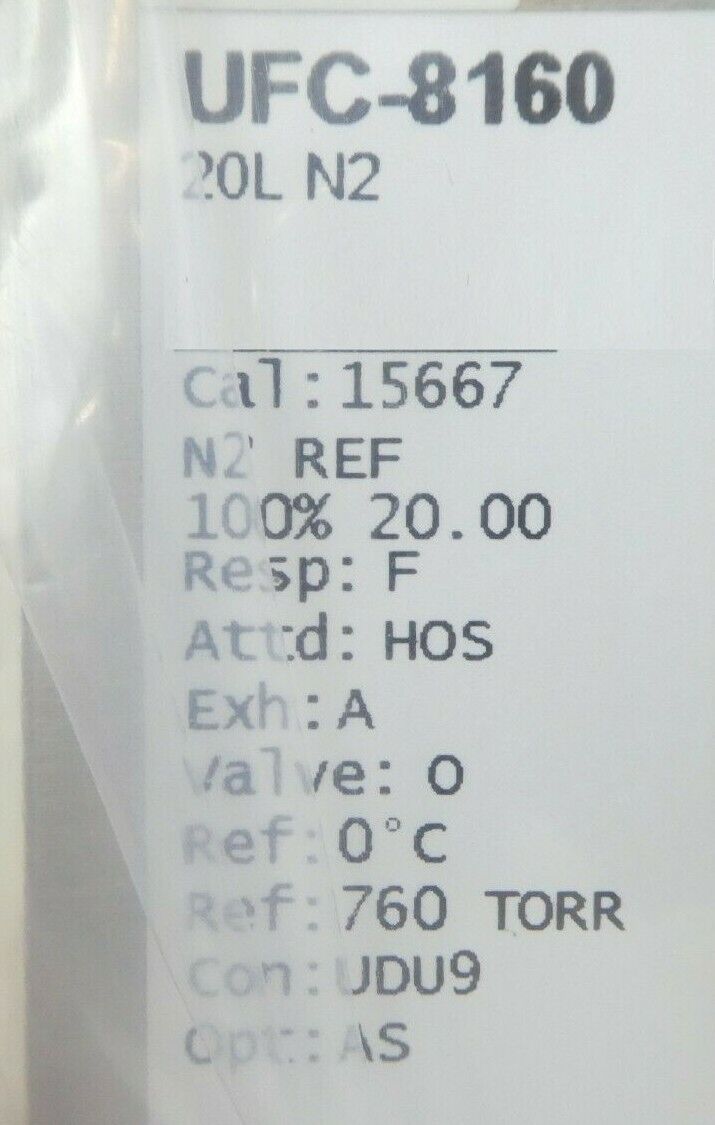 UFC-8160
20L N2
Cal:15667
N2 REF
100% 20.00
Resp: F
Attd: HOS
Exh:A
Valve: O
Ref:0°C
Ref:760 TORR
Con:UDU9
Opt:AS